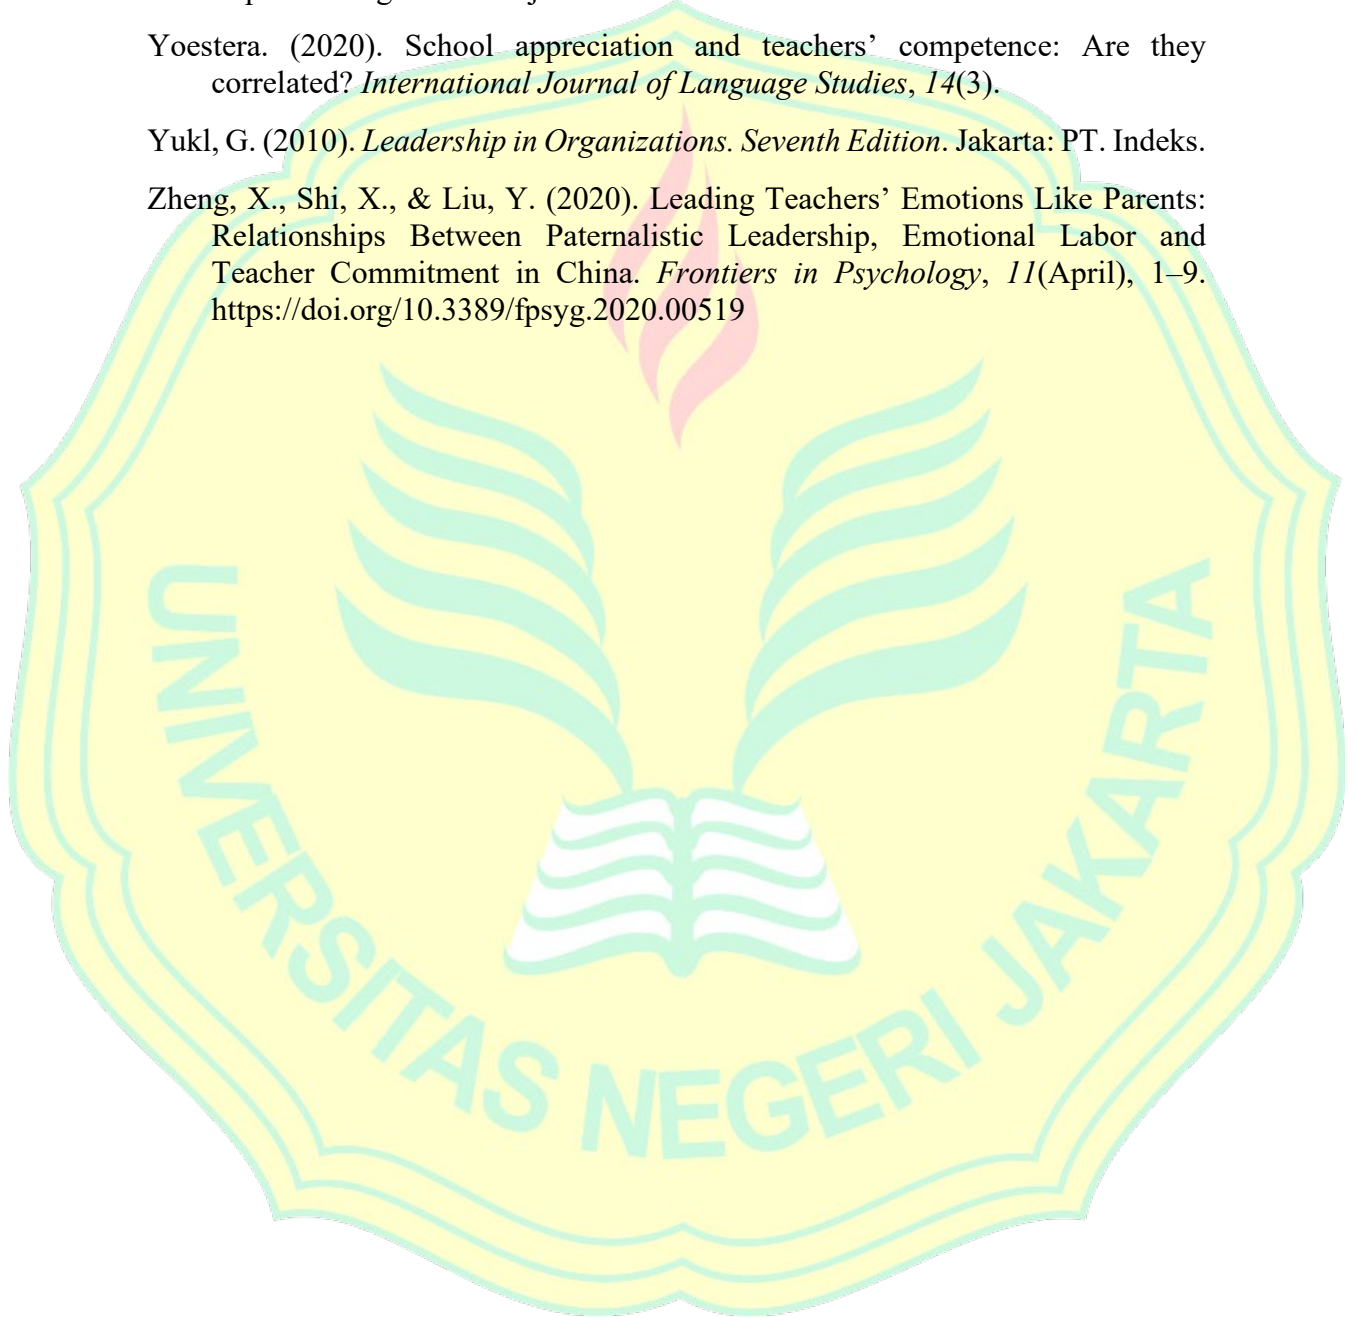 Yoestera. (2020). School appreciation and teachers’ competence: Are they
correlated? International Journal of Language Studies, 14(3).
Yukl, G. (2010). Leadership in Organizations. Seventh Edition. Jakarta: PT. Indeks.
Zheng, X., Shi, X., & Liu, Y. (2020). Leading Teachers’ Emotions Like Parents:
Relationships Between Paternalistic Leadership, Emotional Labor and
Teacher Commitment in China. Frontiers in Psychology, 11(April), 1–9.
https://doi.org/10.3389/fpsyg.2020.00519
UNIVERSITAS NEGERI JAKARTA